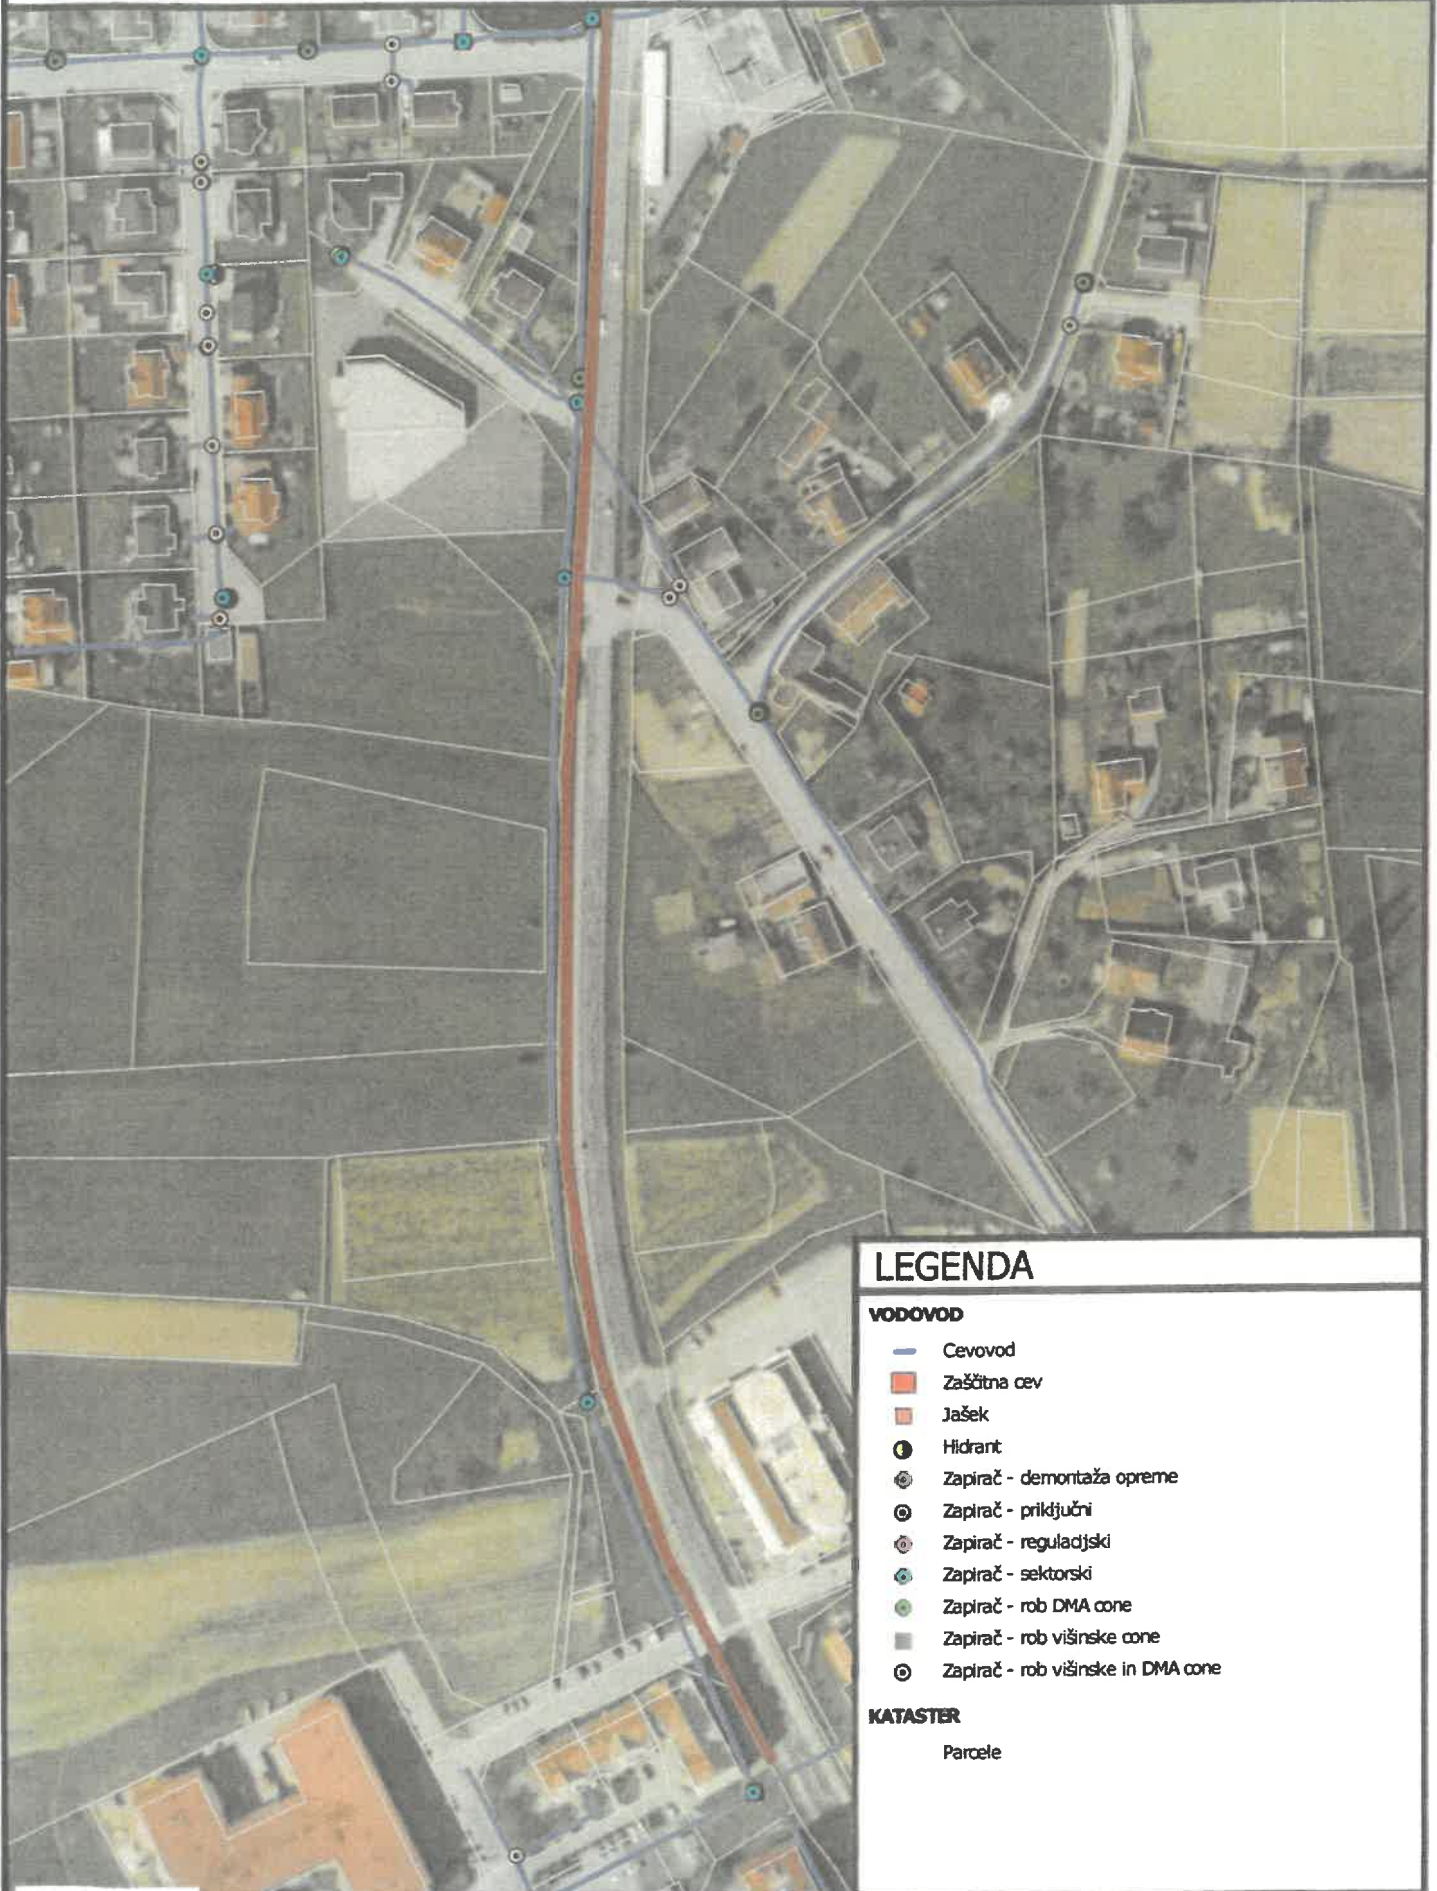 LEGENDA
VODOVOD
Cevovod
Zaščitna cev
Jašek
Hidrant
Zapirač - demontaža opreme
Zapirač - priključni
Zapirač - regulacijski
Zapirač - sektorski
Zapirač - rob DMA cone
Zapirač - rob višinske cone
Zapirač - rob višinske in DMA cone
KATASTER
Parcele